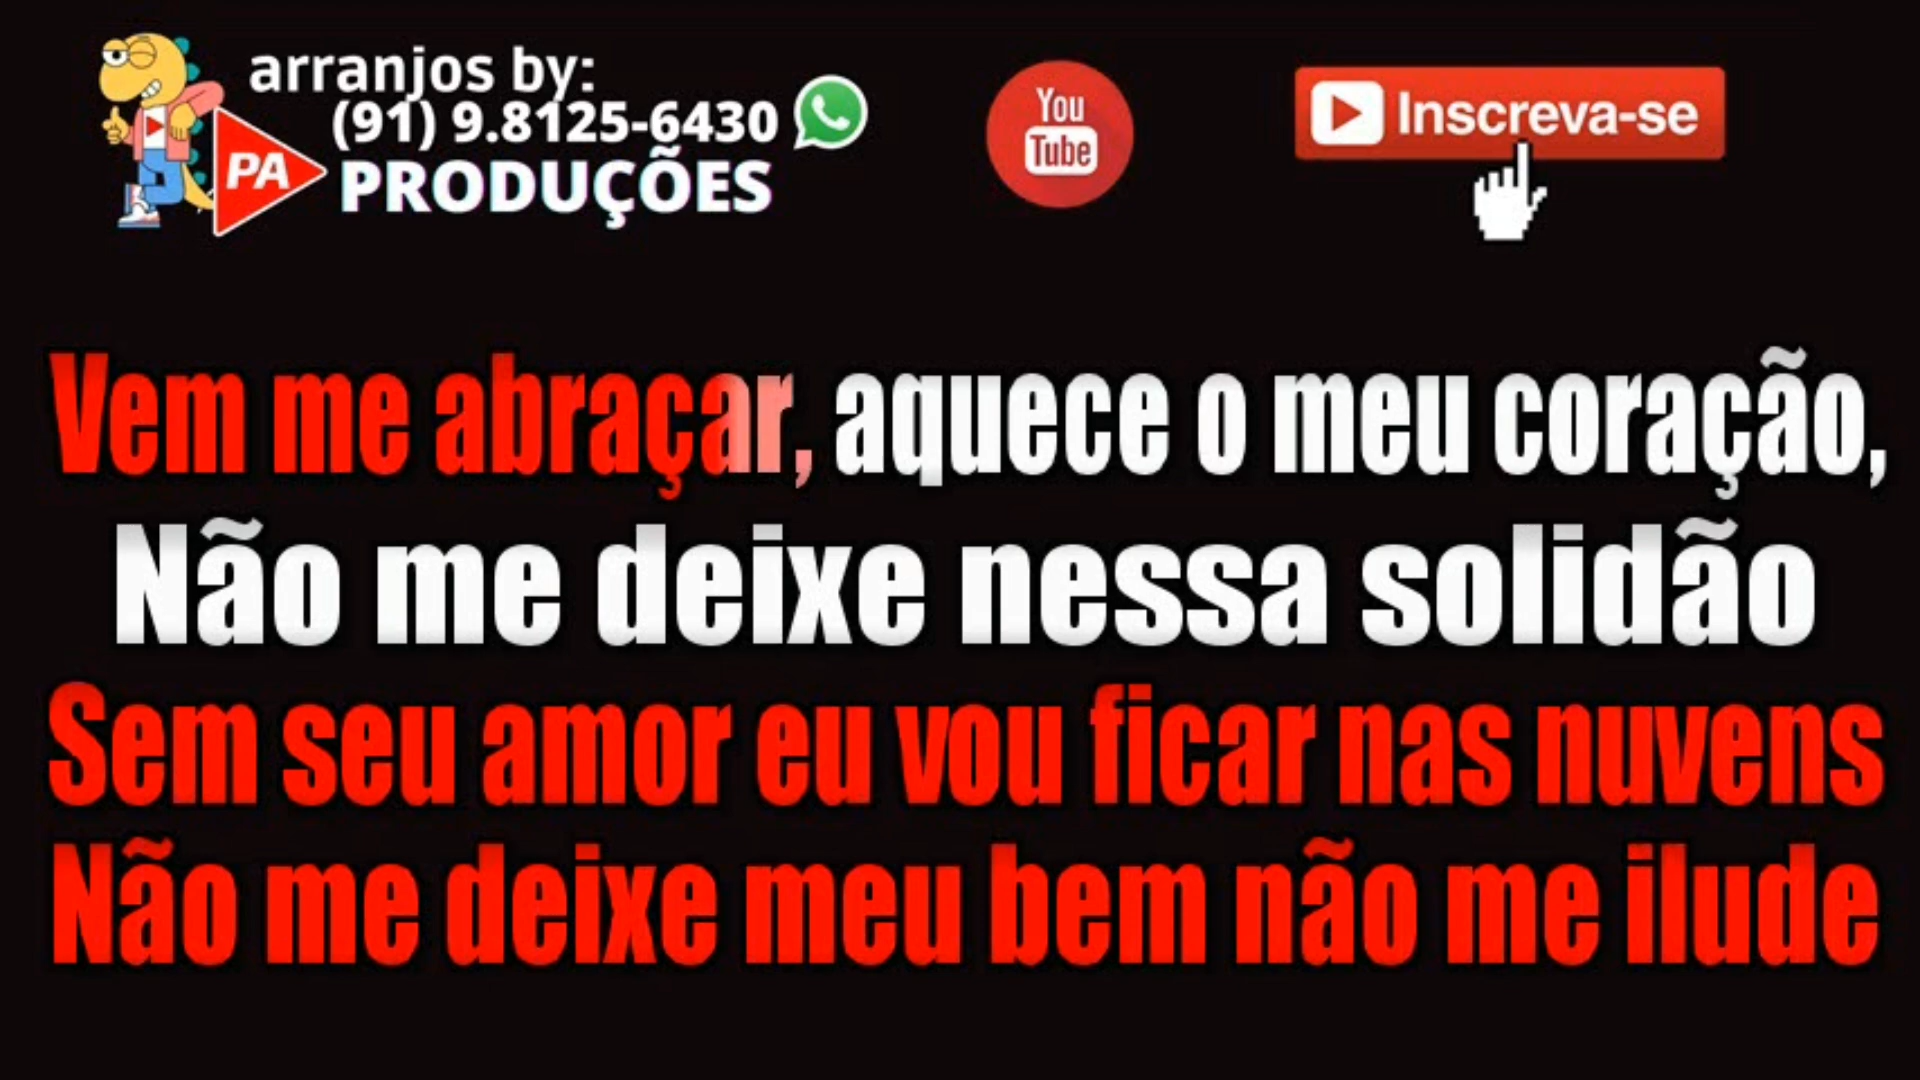 arranjos by:
(91) 9.8125-6430
PA
PRODUÇÕES
You
Tube
Inscreva-se
Vem me abraçar, aquece o meu coração,
Não me deixe nessa solidão
Sem seu amor eu vou ficar nas nuvens
Não me deixe meu bem não me ilude